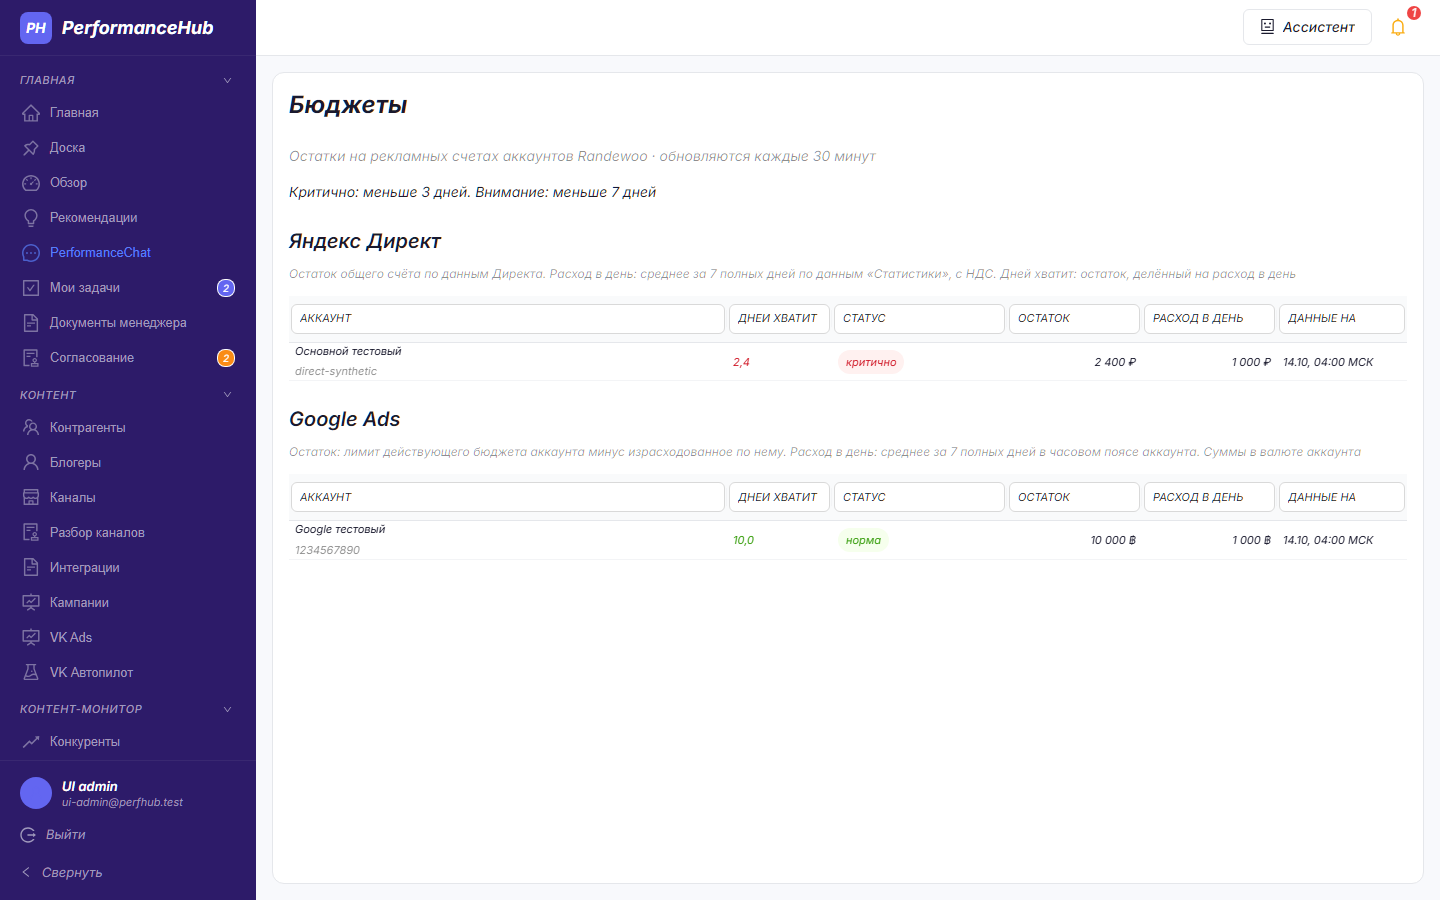 PH PerformanceHub
Ассистент
1
ГЛАВНАЯ
Главная
Доска
Обзор
Рекомендации
PerformanceChat
Мои задачи 2
Документы менеджера
Согласование 2
КОНТЕНТ
Контрагенты
Блогеры
Каналы
Разбор каналов
Интеграции
Кампании
VK Ads
VK Автопилот
КОНТЕНТ-МОНИТОР
Конкуренты
UI admin
ui-admin@perfhub.test
Выйти
Свернуть
Бюджеты
Остатки на рекламных счетах аккаунтов Randewoo · обновляются каждые 30 минут
Критично: меньше 3 дней. Внимание: меньше 7 дней
Яндекс Директ
Остаток общего счёта по данным Директа. Расход в день: среднее за 7 полных дней по данным «Статистики», с НДС. Дней хватит: остаток, делённый на расход в день
АККАУНТ ДНЕЙ ХВАТИТ СТАТУС ОСТАТОК РАСХОД В ДЕНЬ ДАННЫЕ НА
Основной тестовый
direct-synthetic
2,4 критично 2 400 ₽ 1 000 ₽ 14.10, 04:00 МСК
Google Ads
Остаток: лимит действующего бюджета аккаунта минус израсходованное по нему. Расход в день: среднее за 7 полных дней в часовом поясе аккаунта. Суммы в валюте аккаунта
АККАУНТ ДНЕЙ ХВАТИТ СТАТУС ОСТАТОК РАСХОД В ДЕНЬ ДАННЫЕ НА
Google тестовый
1234567890
10,0 норма 10 000 ฿ 1 000 ฿ 14.10, 04:00 МСК